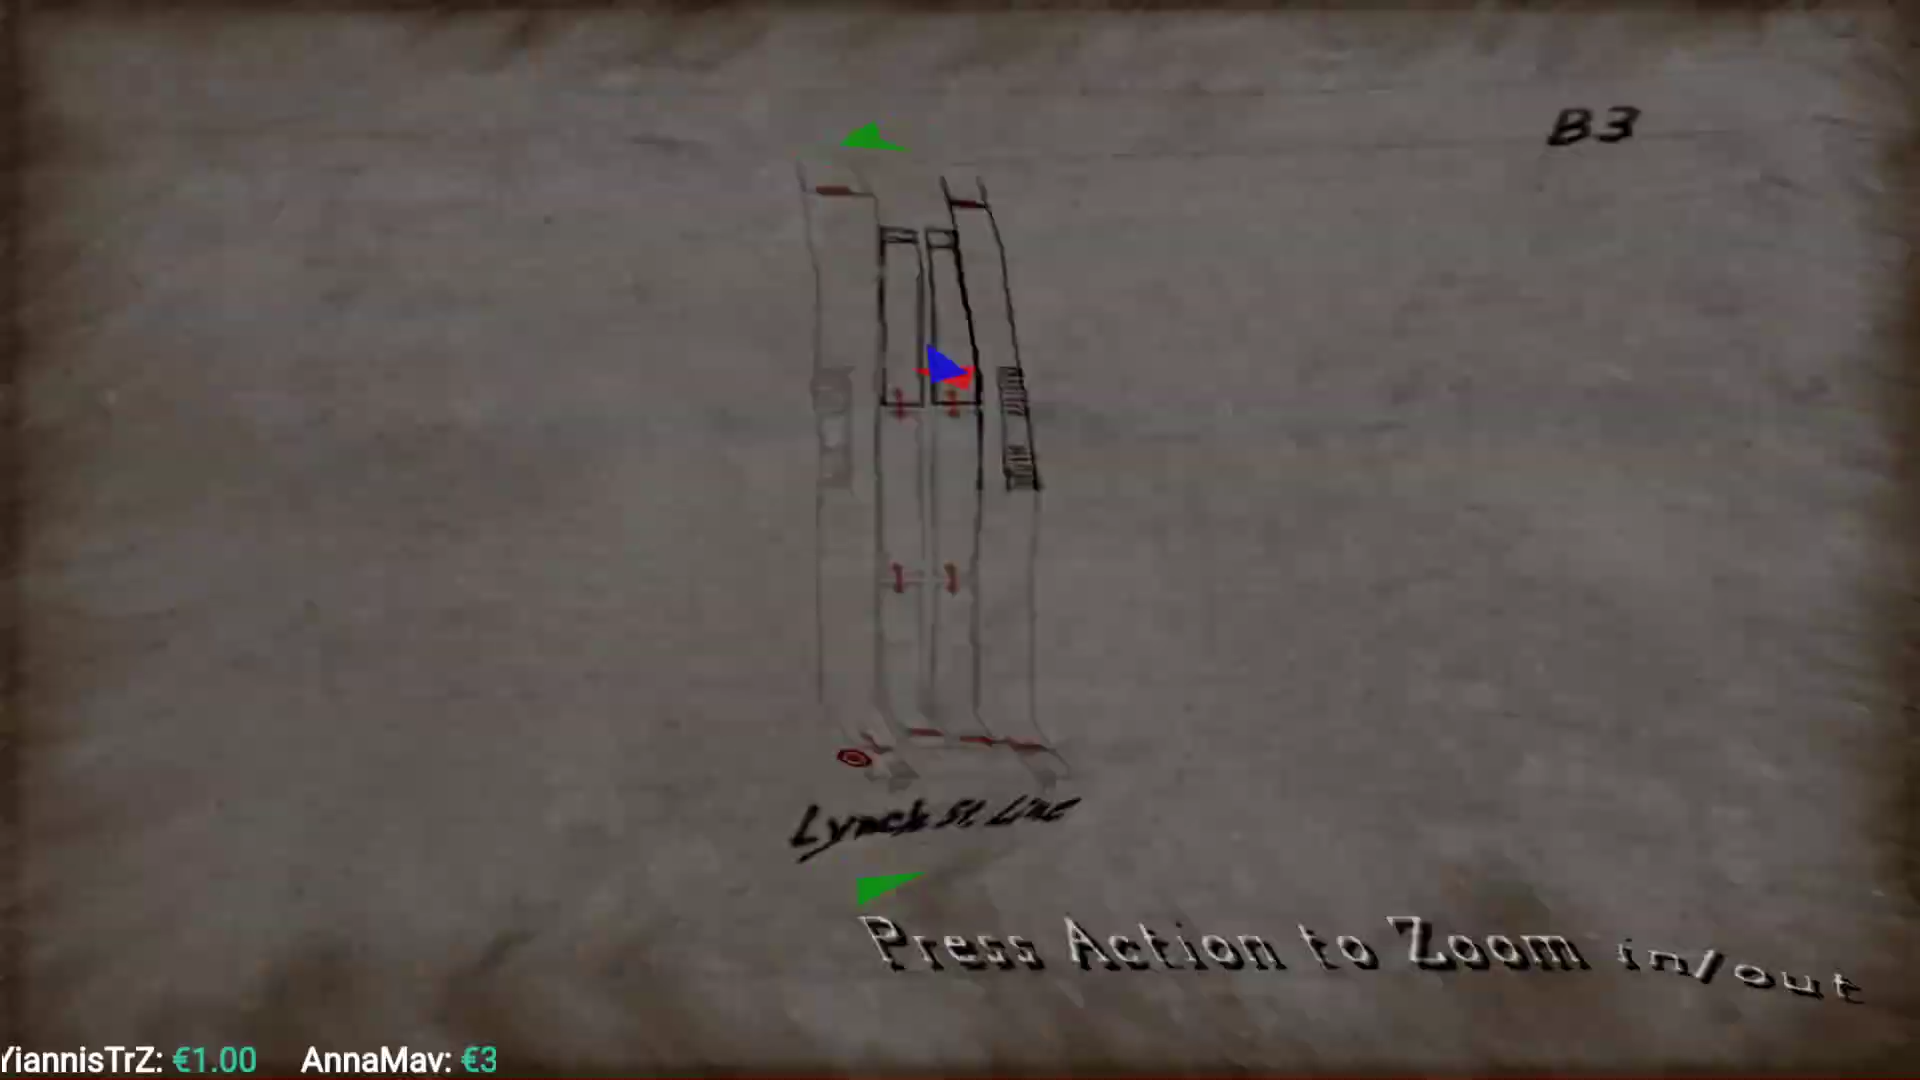 B3
Lynch St. Line
Press Action to Zoom in/out
YiannisTrZ: €1.00 AnnaMav: €3